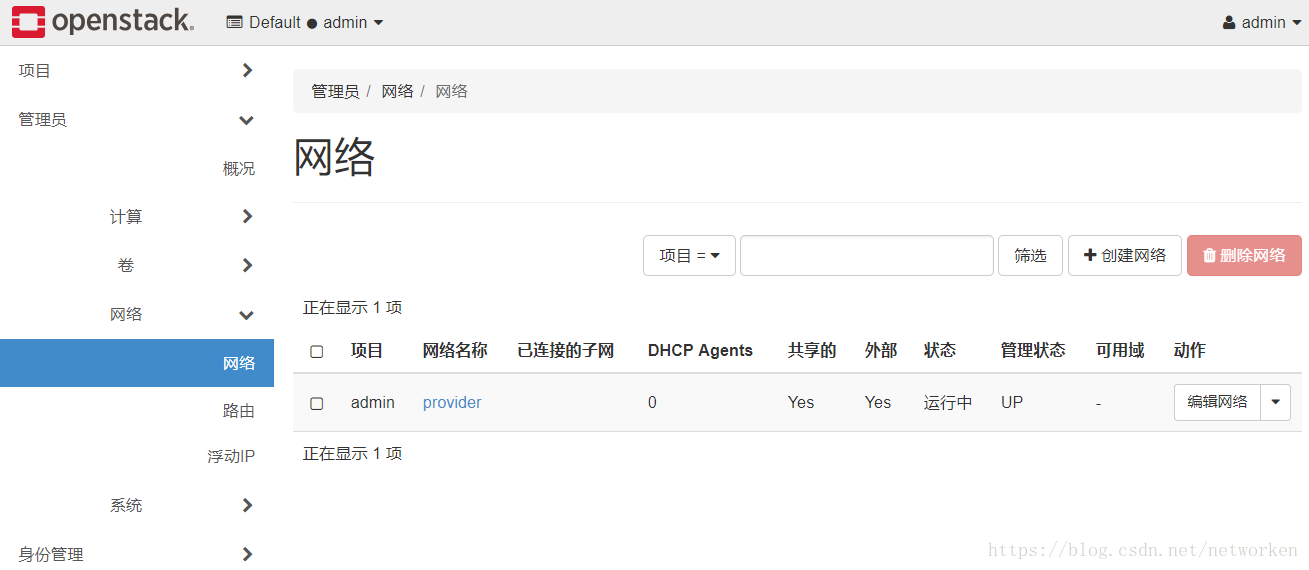 openstack. Default ● admin admin
项目
管理员
概况
计算
卷
网络
网络
路由
浮动IP
系统
身份管理
管理员 / 网络 / 网络
网络
项目 = 筛选 创建网络 删除网络
正在显示 1 项
项目 网络名称 已连接的子网 DHCP Agents 共享的 外部 状态 管理状态 可用域 动作
admin provider 0 Yes Yes 运行中 UP - 编辑网络
正在显示 1 项
https://blog.csdn.net/networken